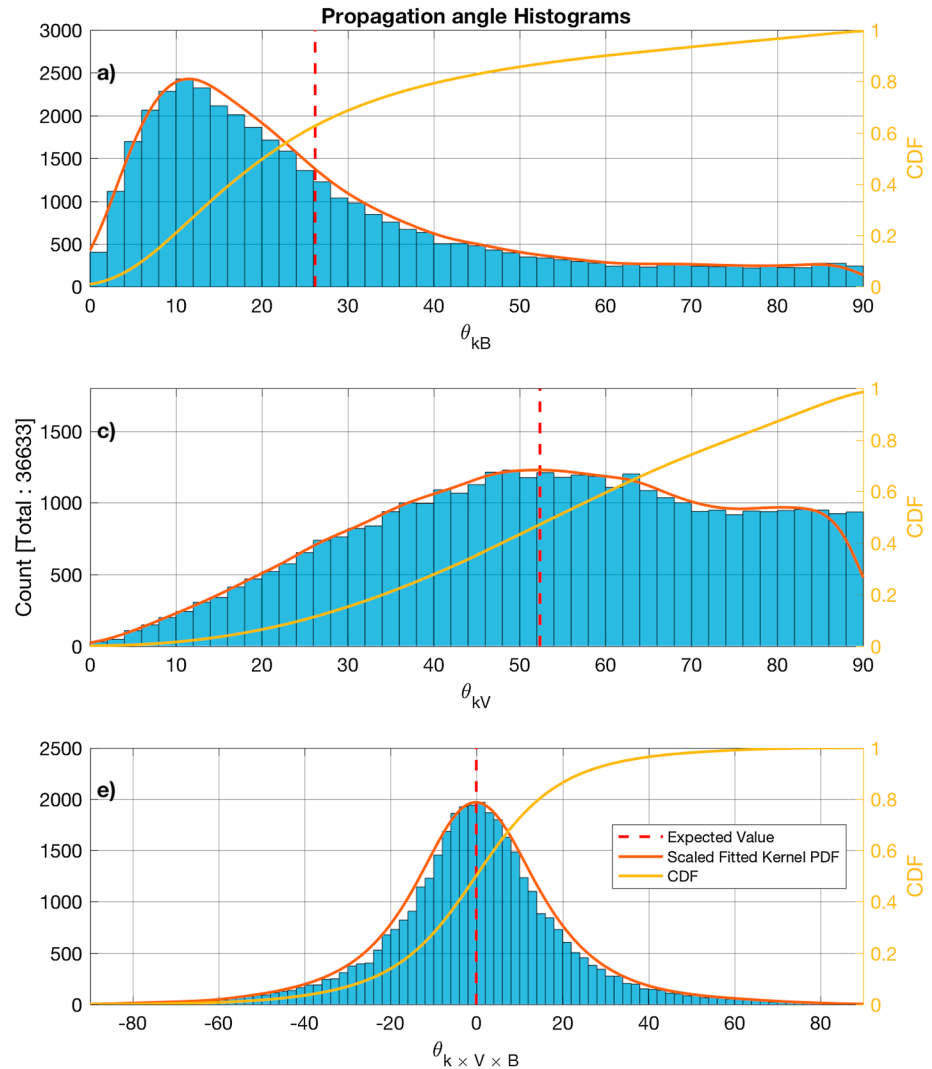 Propagation angle Histograms
3000
2500
2000
1500
1000
500
0
a)
1
0.8
0.6
0.4
0.2
0
CDF
0 10 20 30 40 50 60 70 80 90
θkB
Count [Total : 36633]
1500
1000
500
0
c)
1
0.8
0.6
0.4
0.2
0
CDF
0 10 20 30 40 50 60 70 80 90
θkV
2500
2000
1500
1000
500
0
e)
Expected Value
Scaled Fitted Kernel PDF
CDF
1
0.8
0.6
0.4
0.2
0
CDF
-80 -60 -40 -20 0 20 40 60 80
θk × V × B